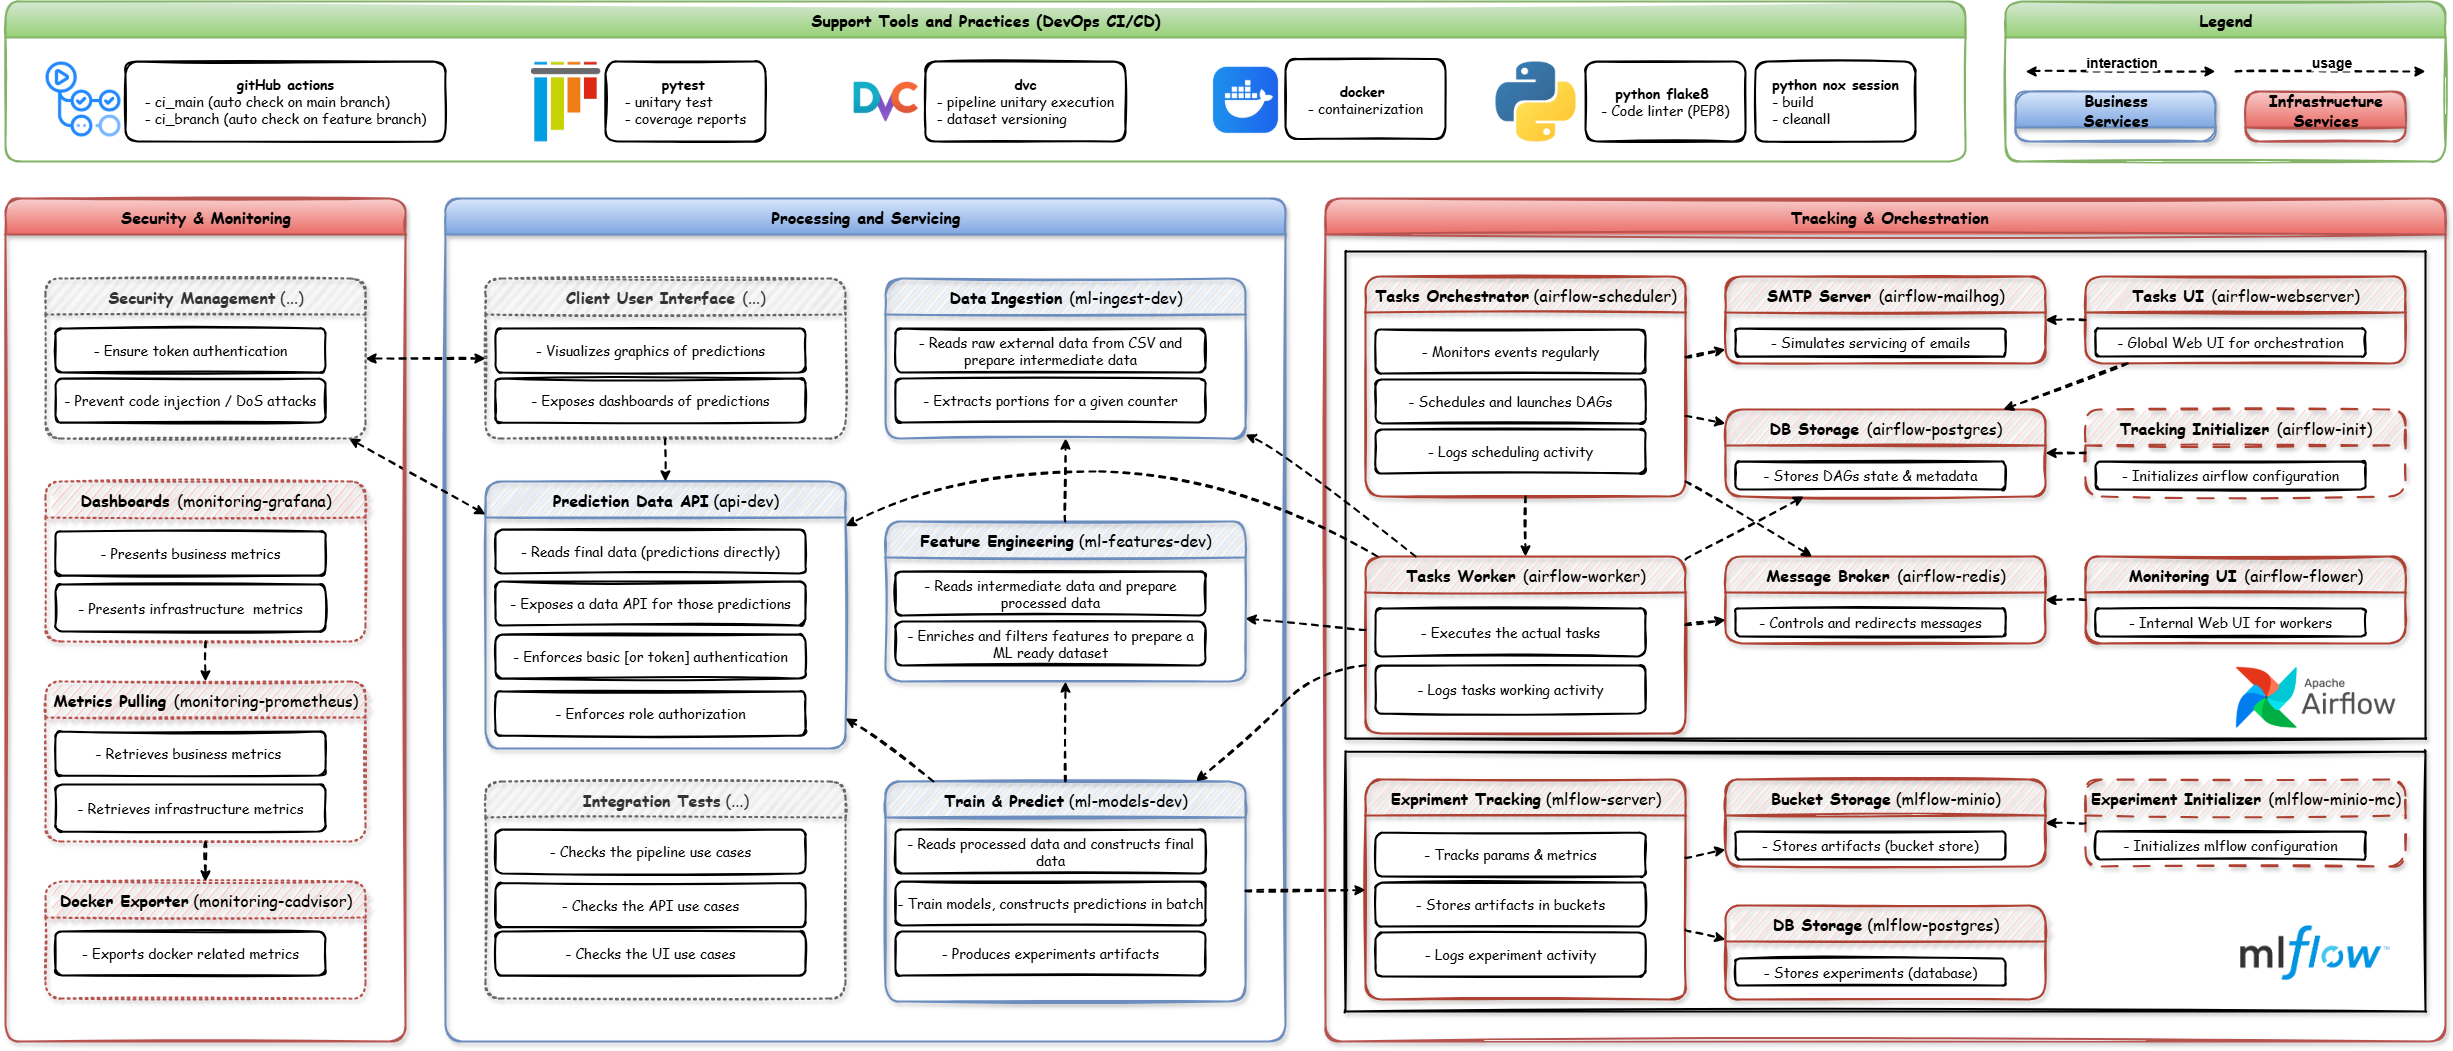 Support Tools and Practices (DevOps CI/CD)
gitHub actions
- ci_main (auto check on main branch)
- ci_branch (auto check on feature branch)
pytest
- unitary test
- coverage reports
DVC
dvc
- pipeline unitary execution
- dataset versioning
docker
- containerization
python flake8
- Code linter (PEP8)
python nox session
- build
- cleanall
Legend
interaction
usage
Business
Services
Infrastructure
Services
Security & Monitoring
Security Management (...)
- Ensure token authentication
- Prevent code injection / DoS attacks
Dashboards (monitoring-grafana)
- Presents business metrics
- Presents infrastructure metrics
Metrics Pulling (monitoring-prometheus)
- Retrieves business metrics
- Retrieves infrastructure metrics
Docker Exporter (monitoring-cadvisor)
- Exports docker related metrics
Processing and Servicing
Client User Interface (...)
- Visualizes graphics of predictions
- Exposes dashboards of predictions
Prediction Data API (api-dev)
- Reads final data (predictions directly)
- Exposes a data API for those predictions
- Enforces basic [or token] authentication
- Enforces role authorization
Integration Tests (...)
- Checks the pipeline use cases
- Checks the API use cases
- Checks the UI use cases
Data Ingestion (ml-ingest-dev)
- Reads raw external data from CSV and
prepare intermediate data
- Extracts portions for a given counter
Feature Engineering (ml-features-dev)
- Reads intermediate data and prepare
processed data
- Enriches and filters features to prepare a
ML ready dataset
Train & Predict (ml-models-dev)
- Reads processed data and constructs final
data
- Train models, constructs predictions in batch
- Produces experiments artifacts
Tracking & Orchestration
Tasks Orchestrator (airflow-scheduler)
- Monitors events regularly
- Schedules and launches DAGs
- Logs scheduling activity
Tasks Worker (airflow-worker)
- Executes the actual tasks
- Logs tasks working activity
SMTP Server (airflow-mailhog)
- Simulates servicing of emails
DB Storage (airflow-postgres)
- Stores DAGs state & metadata
Message Broker (airflow-redis)
- Controls and redirects messages
Tasks UI (airflow-webserver)
- Global Web UI for orchestration
Tracking Initializer (airflow-init)
- Initializes airflow configuration
Monitoring UI (airflow-flower)
- Internal Web UI for workers
Apache
Airflow
Expriment Tracking (mlflow-server)
- Tracks params & metrics
- Stores artifacts in buckets
- Logs experiment activity
Bucket Storage (mlflow-minio)
- Stores artifacts (bucket store)
DB Storage (mlflow-postgres)
- Stores experiments (database)
Experiment Initializer (mlflow-minio-mc)
- Initializes mlflow configuration
mlflow™